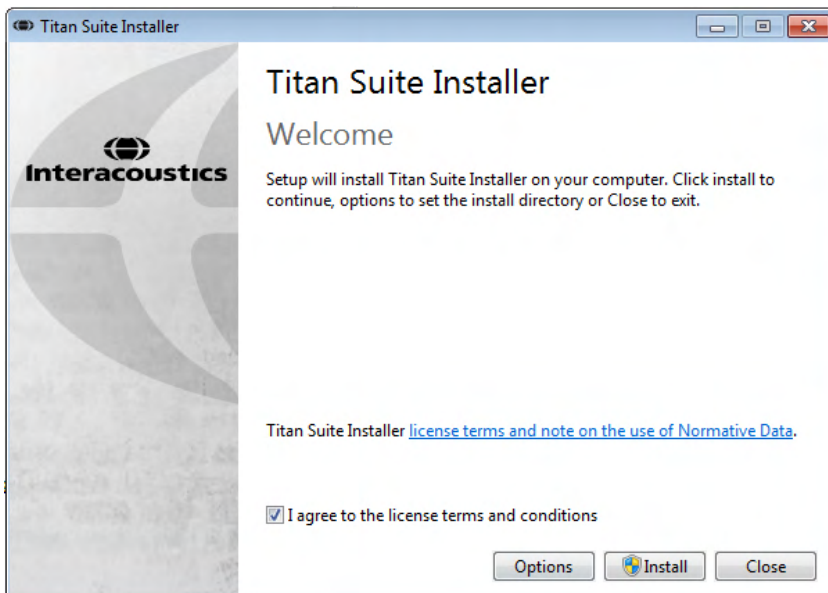 Titan Suite Installer
Interacoustics
Titan Suite Installer
Welcome
Setup will install Titan Suite Installer on your computer. Click install to
continue, options to set the install directory or Close to exit.
Titan Suite Installer license terms and note on the use of Normative Data.
I agree to the license terms and conditions
Options
Install
Close